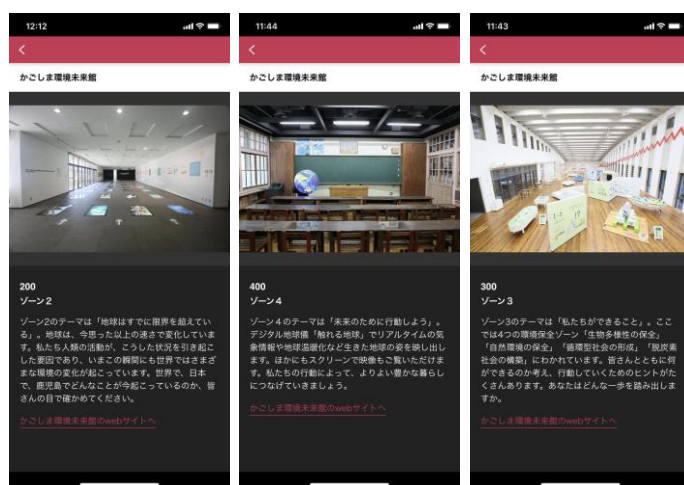 12:12
かごしま環境未来館
200
ゾーン2
ゾーン2のテーマは「地球はすでに限界を超えてい
る」。地球は、今思った以上の速さで変化していま
す。私たち人類の活動が、こうした状況を引き起こ
した要因であり、いまこの瞬間にも世界ではさまざ
まな環境の変化が起こっています。世界で、日本
で、鹿児島でどんなことが今起こっているのか、皆
さんの目で確かめてください。
かごしま環境未来館のwebサイトへ
11:44
かごしま環境未来館
400
ゾーン4
ゾーン4のテーマは「未来のために行動しよう」。
デジタル地球儀「触れる地球」でリアルタイムの気
象情報や地球温暖化など生きた地球の姿を映し出し
ます。ほかにもスクリーンで映像もご覧いただけま
す。私たちの行動によって、よりよい豊かな暮らし
につなげていきましょう。
かごしま環境未来館のwebサイトへ
11:43
かごしま環境未来館
300
ゾーン3
ゾーン3のテーマは「私たちができること」。ここ
では4つの環境保全ゾーン「生物多様性の保全」
「自然環境の保全」「循環型社会の形成」「脱炭素
社会の構築」にわかれています。皆さんとともに何
ができるのか考え、行動していくためのヒントがた
くさんあります。あなたはどんな一歩を踏み出しま
すか。
かごしま環境未来館のwebサイトへ